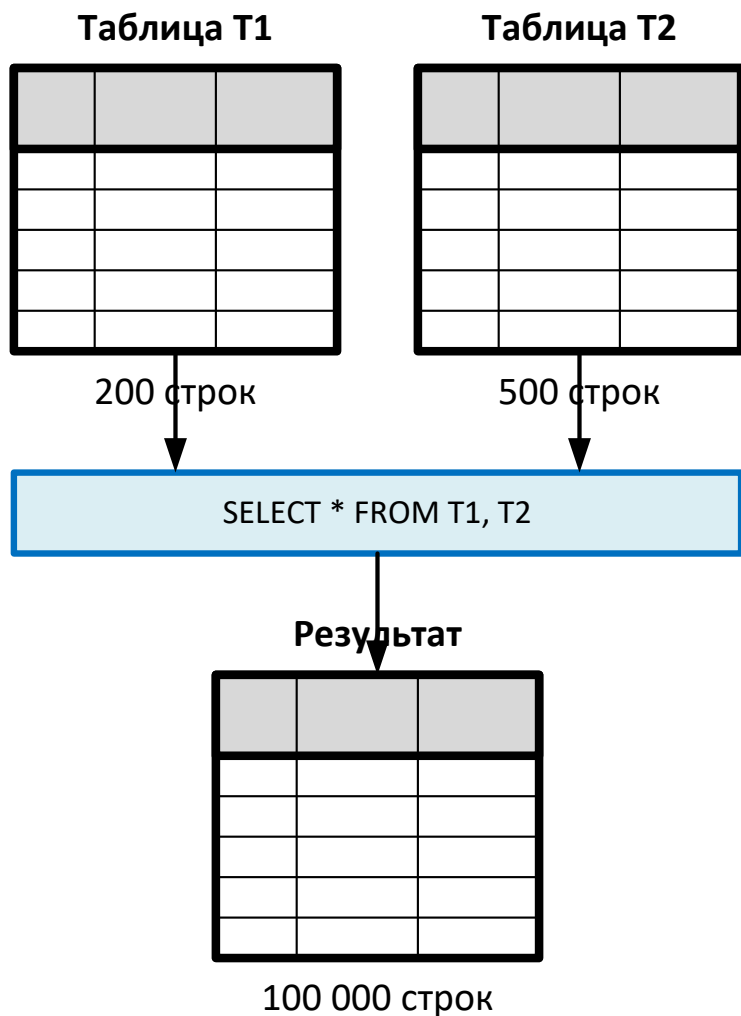 Таблица Т1
Таблица Т2
200 строк
500 строк
SELECT * FROM T1, T2
Результат
100 000 строк